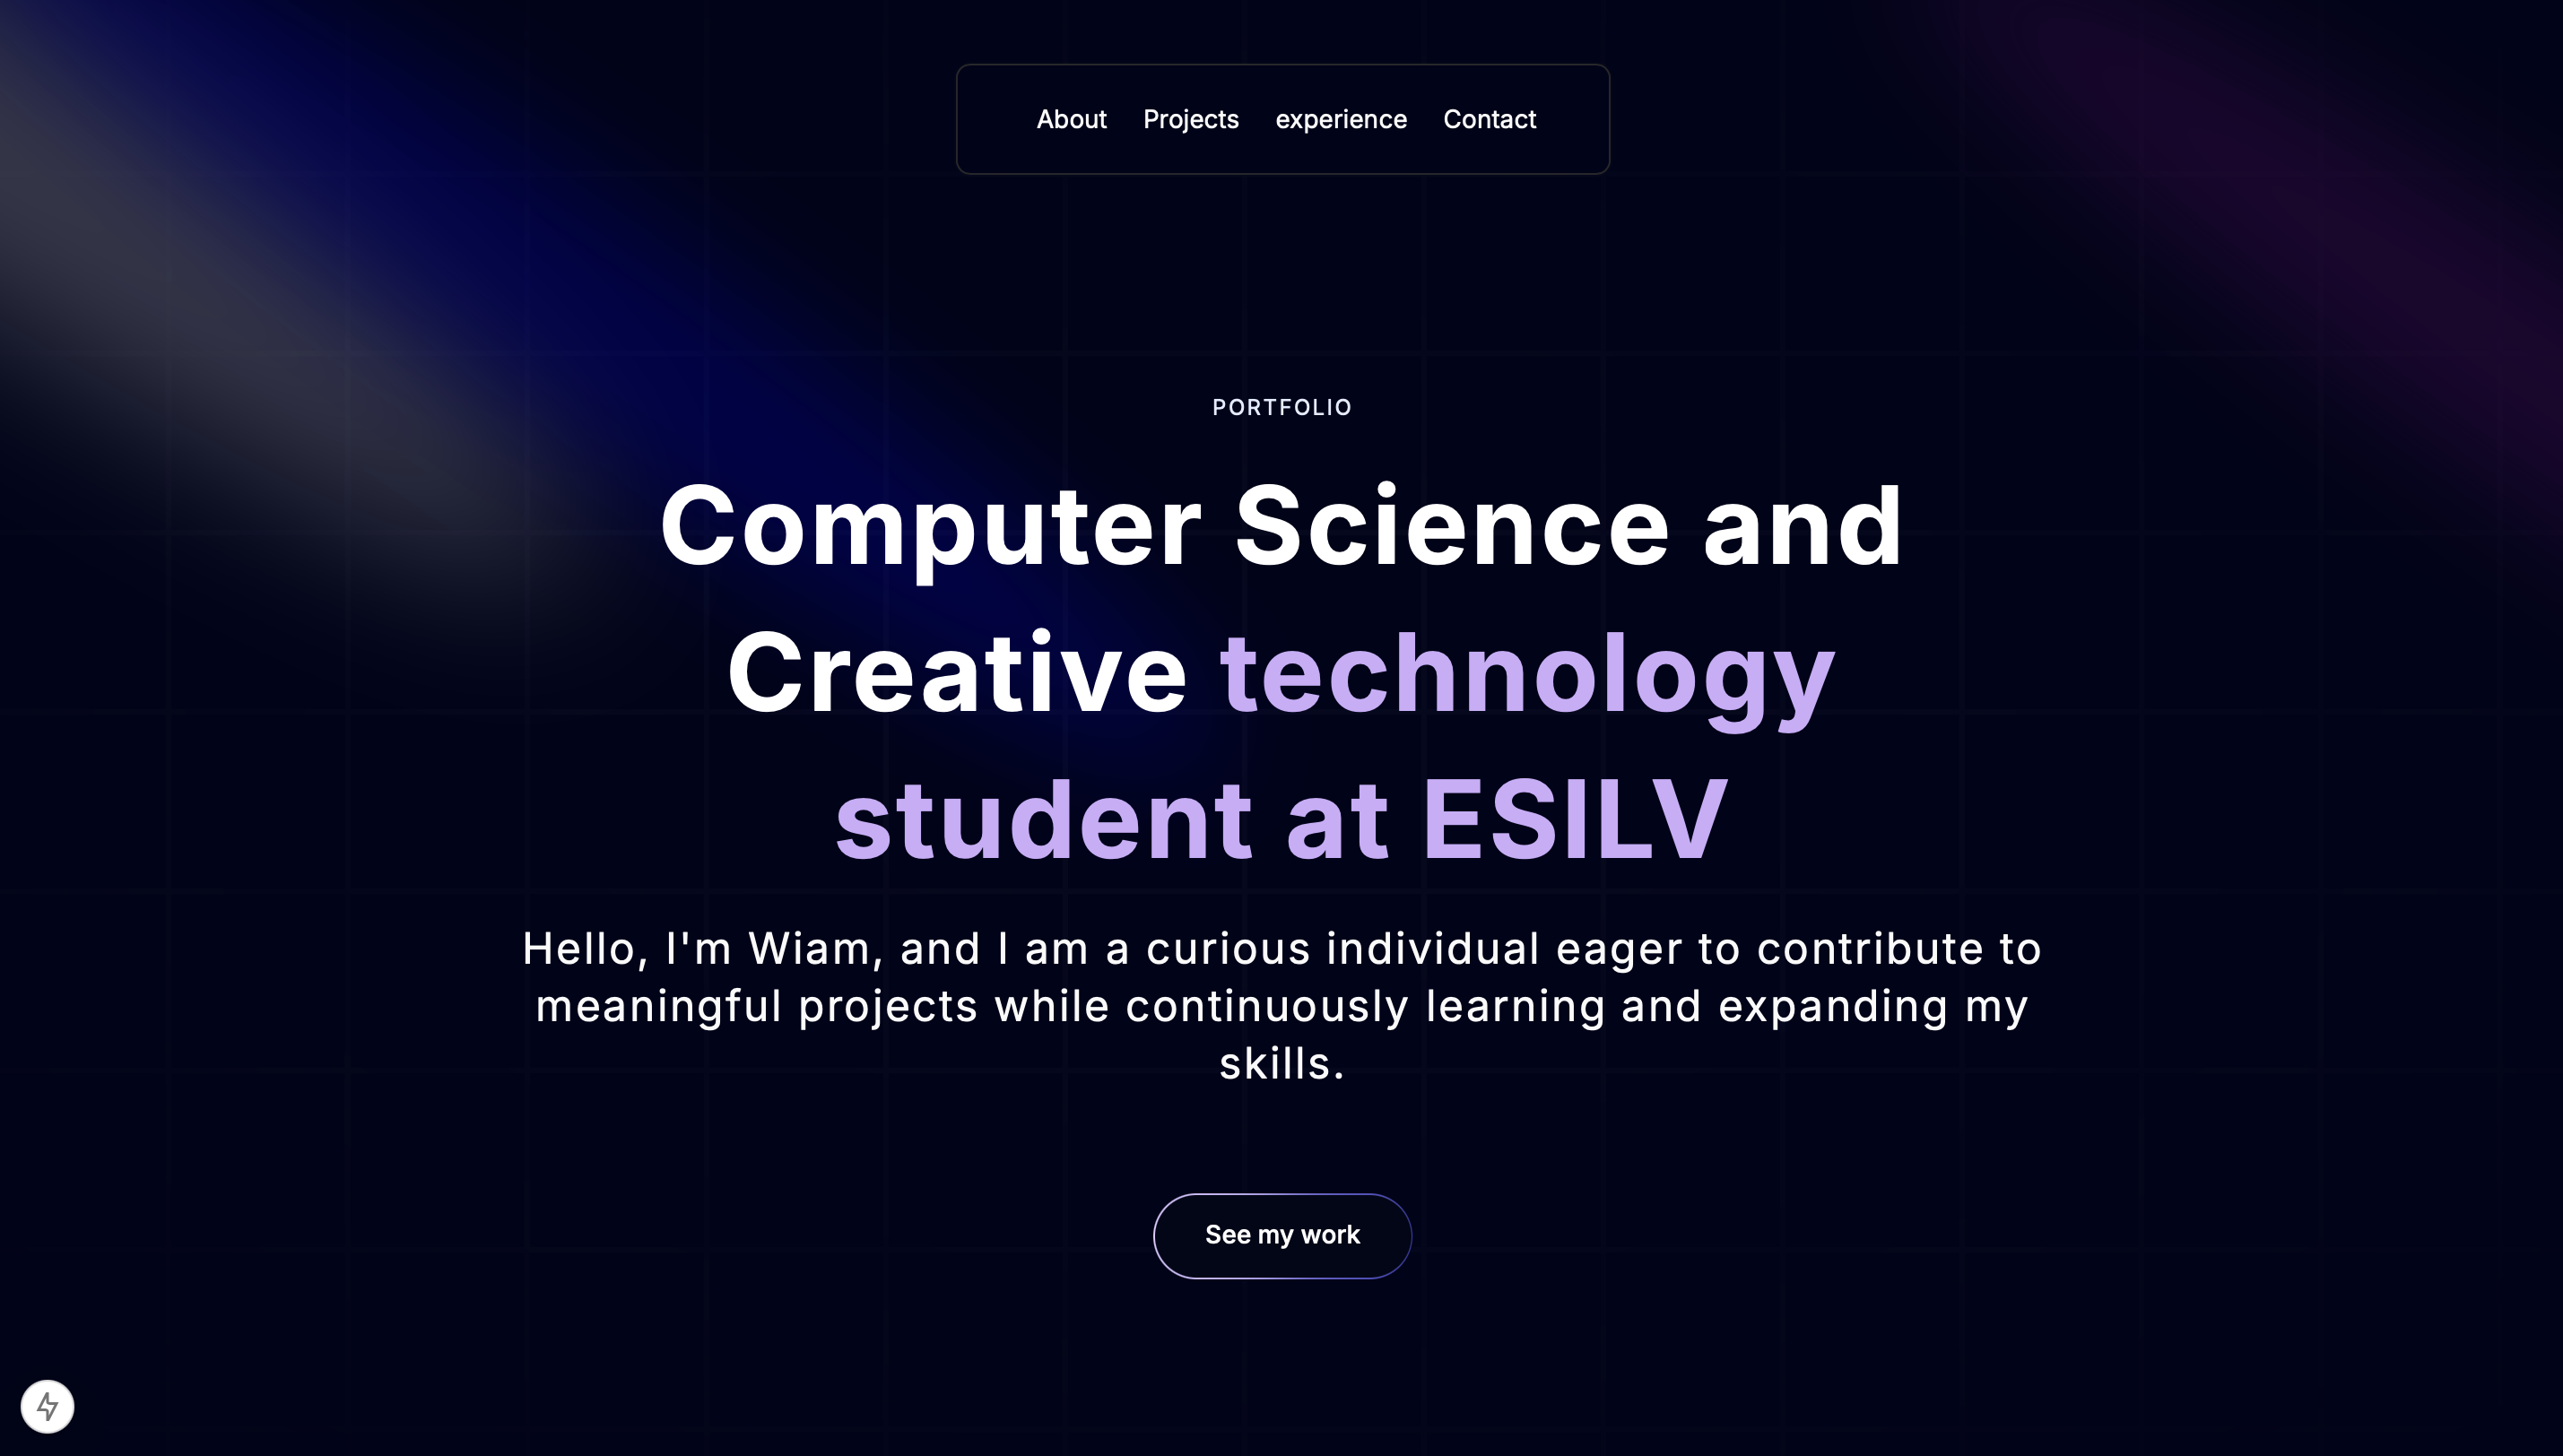 About Projects experience Contact
PORTFOLIO
Computer Science and
Creative technology
student at ESILV
Hello, I'm Wiam, and I am a curious individual eager to contribute to
meaningful projects while continuously learning and expanding my
skills.
See my work